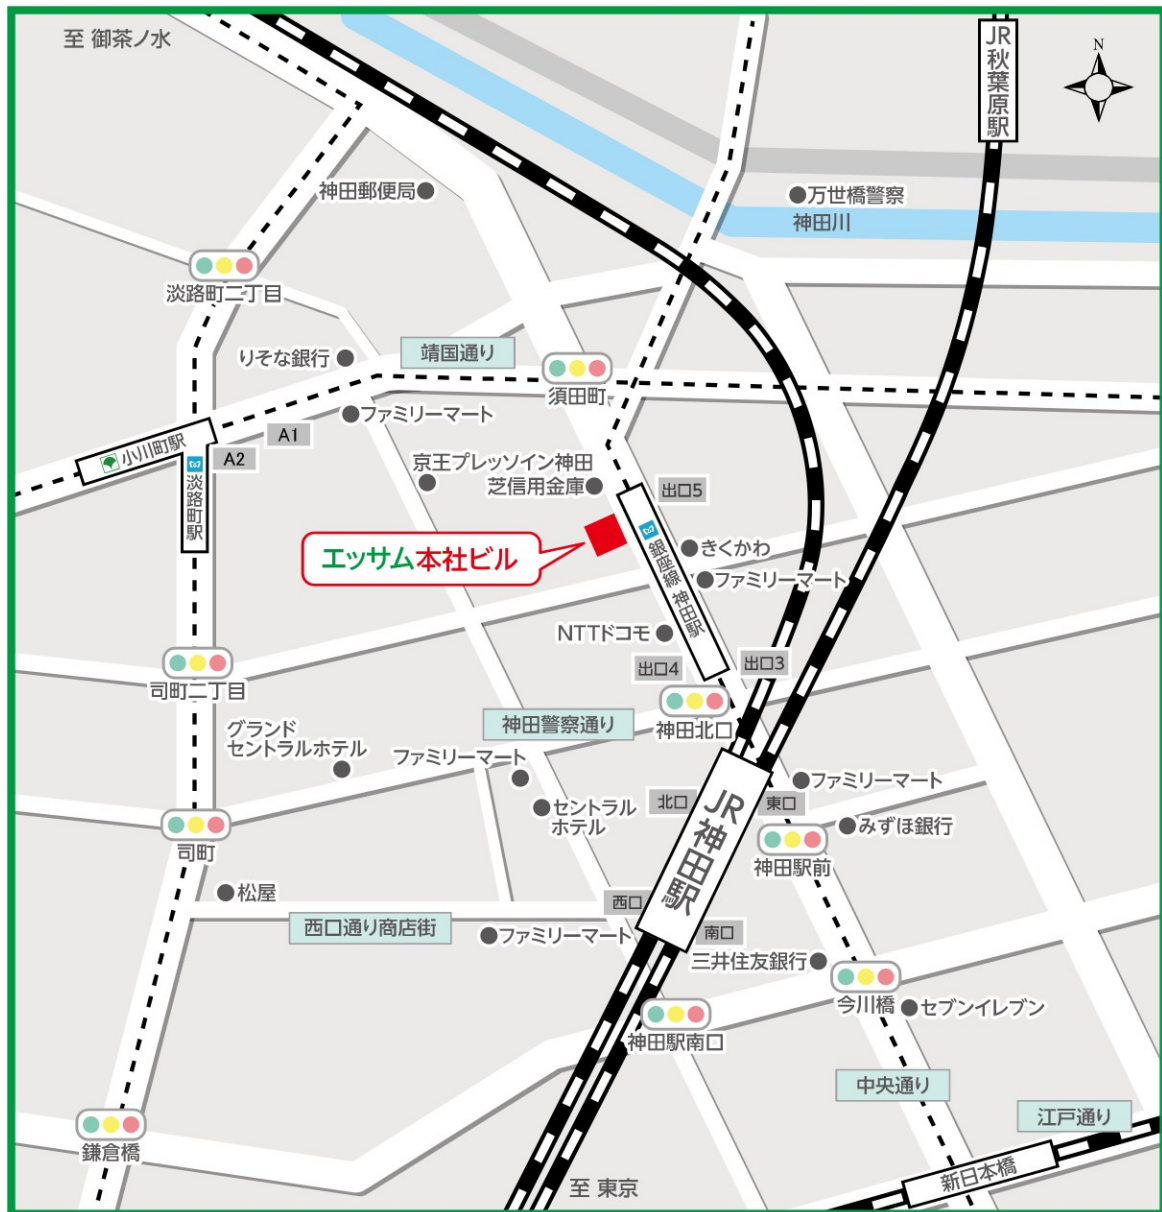 至 御茶ノ水
JR秋葉原駅
N
神田郵便局
万世橋警察
神田川
淡路町二丁目
りそな銀行
靖国通り
須田町
ファミリーマート
A1
小川町駅
A2
淡路町駅
京王プレッソイン神田
芝信用金庫
出口5
エッサム本社ビル
銀座線 神田駅
きくかわ
ファミリーマート
NTTドコモ
出口4
出口3
司町二丁目
神田北口
神田警察通り
グランド
セントラルホテル
ファミリーマート
ファミリーマート
北口
JR神田駅
東口
セントラル
ホテル
みずほ銀行
司町
神田駅前
松屋
西口
西口通り商店街
ファミリーマート
南口
三井住友銀行
今川橋
セブンイレブン
神田駅南口
中央通り
江戸通り
鎌倉橋
新日本橋
至 東京